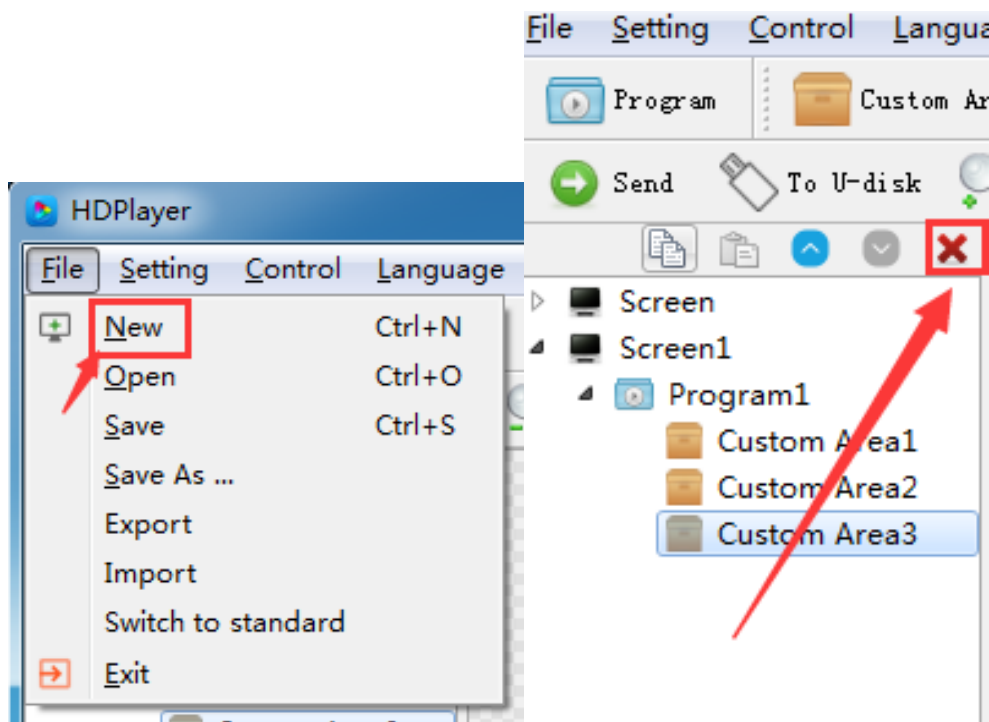 HDPlayer
File Setting Control Language
New Ctrl+N
Open Ctrl+O
Save Ctrl+S
Save As ...
Export
Import
Switch to standard
Exit
File Setting Control Langua
Program Custom Ar
Send To U-disk
Screen
Screen1
Program1
Custom Area1
Custom Area2
Custom Area3